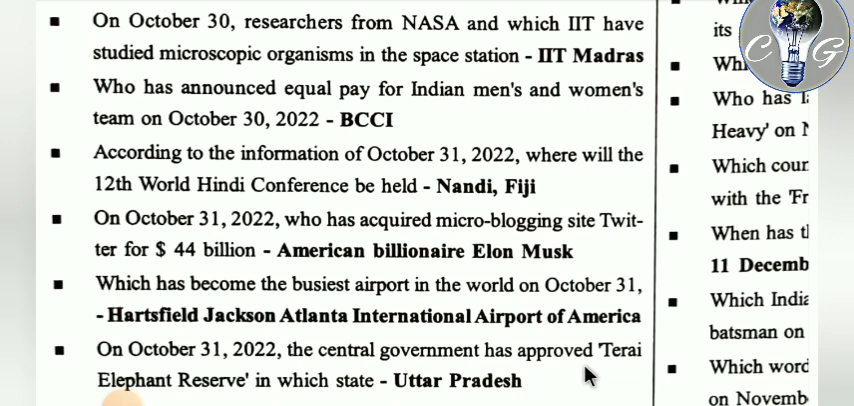 ▪ On October 30, researchers from NASA and which IIT have
studied microscopic organisms in the space station - IIT Madras
▪ Who has announced equal pay for Indian men's and women's
team on October 30, 2022 - BCCI
▪ According to the information of October 31, 2022, where will the
12th World Hindi Conference be held - Nandi, Fiji
▪ On October 31, 2022, who has acquired micro-blogging site Twit-
ter for $ 44 billion - American billionaire Elon Musk
▪ Which has become the busiest airport in the world on October 31,
- Hartsfield Jackson Atlanta International Airport of America
▪ On October 31, 2022, the central government has approved 'Terai
Elephant Reserve' in which state - Uttar Pradesh
its
▪ Whi
▪ Who has
Heavy' on
▪ Which coun
with the 'Fr
▪ When has
11 Decemb
▪ Which India
batsman on
▪ Which word
on Novemb
C G